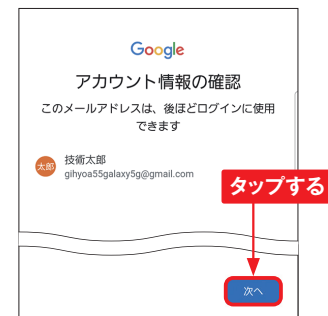 Google
アカウント情報の確認
このメールアドレスは、後ほどログインに使用
できます
太郎
技術太郎
gihyoa55galaxy5g@gmail.com
タップする
次へ